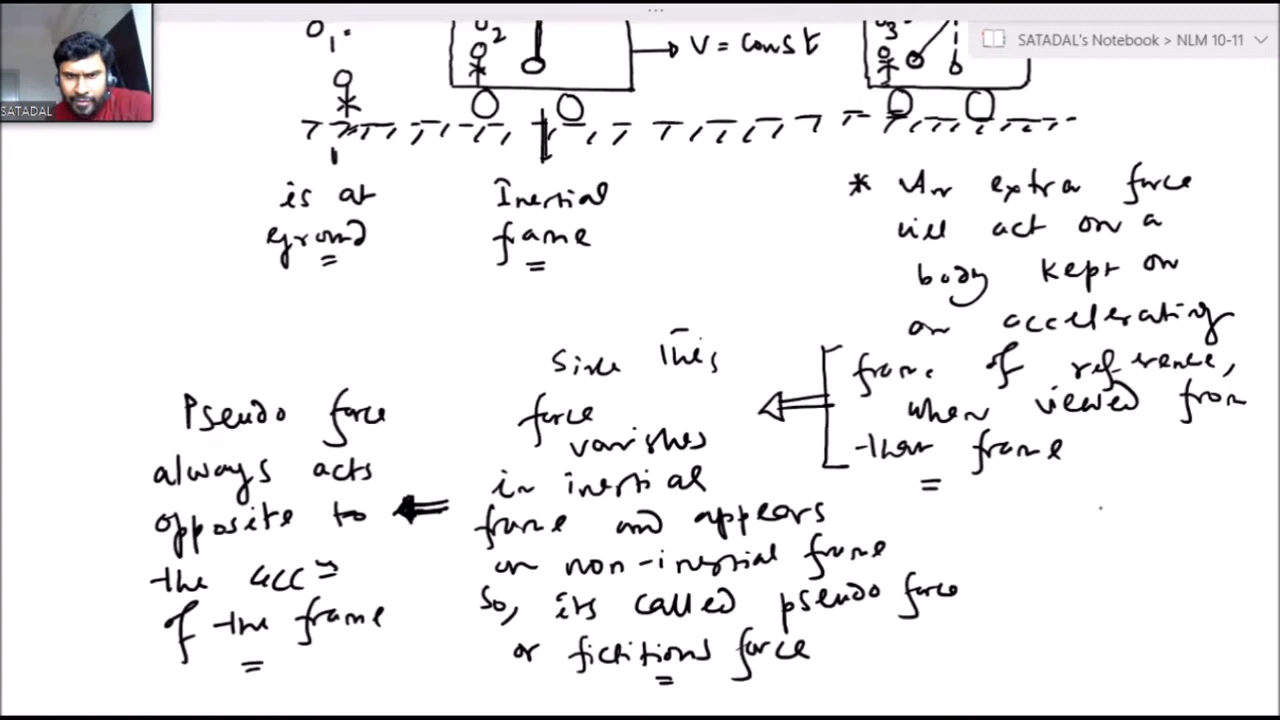 SATADAL
SATADAL's Notebook > NLM 10-11
O₁.
O₂
→ V = const
O₃
is at
ground
Inertial
frame
* An extra force
will act on a
body kept on
an accelerating
frame of reference,
when viewed from
that frame
Since this
force
vanishes
in inertial
frame and appears
in non-inertial frame
So, its called pseudo force
or fictitious force
Pseudo force
always acts
opposite to
the accⁿ
of the frame